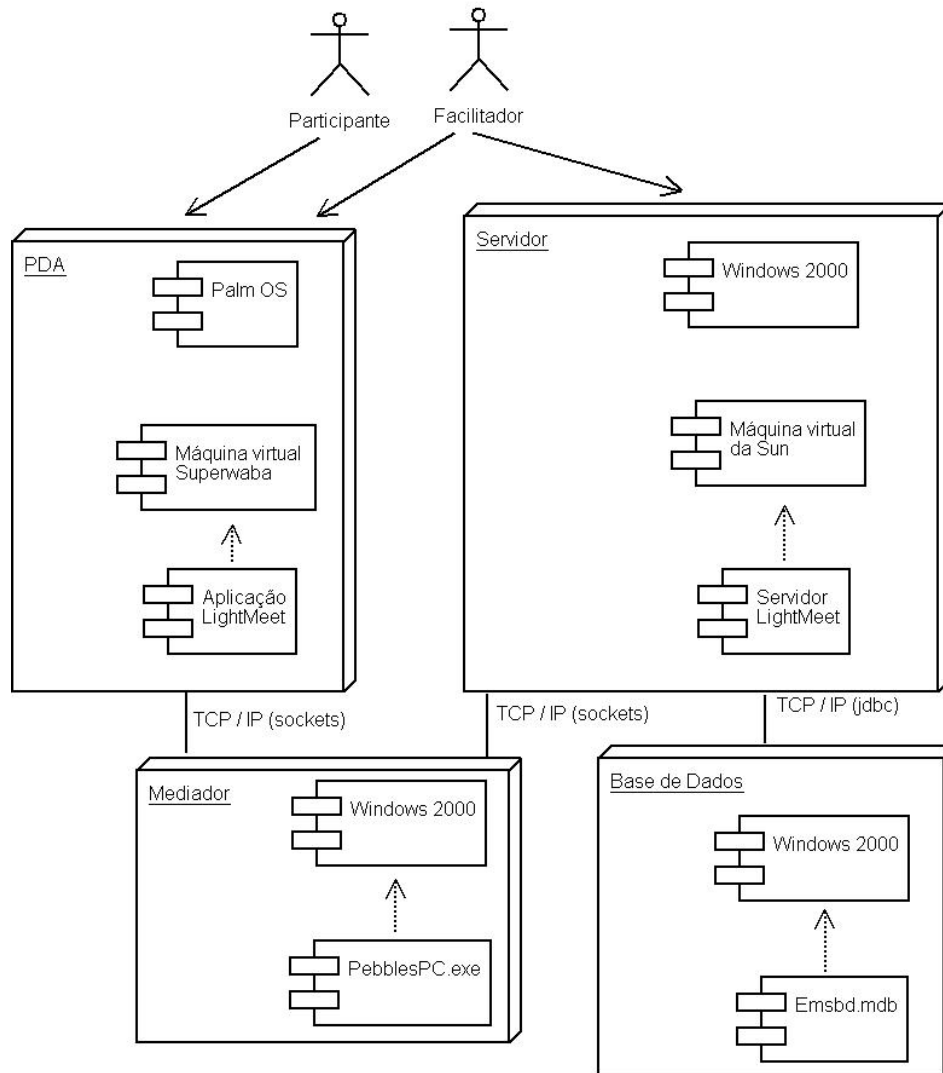 Participante
Facilitador
PDA
Palm OS
Máquina virtual
Superwaba
Aplicação
LightMeet
Servidor
Windows 2000
Máquina virtual
da Sun
Servidor
LightMeet
TCP / IP (sockets)
TCP / IP (sockets)
TCP / IP (jdbc)
Mediador
Windows 2000
PebblesPC.exe
Base de Dados
Windows 2000
Emsbd.mdb